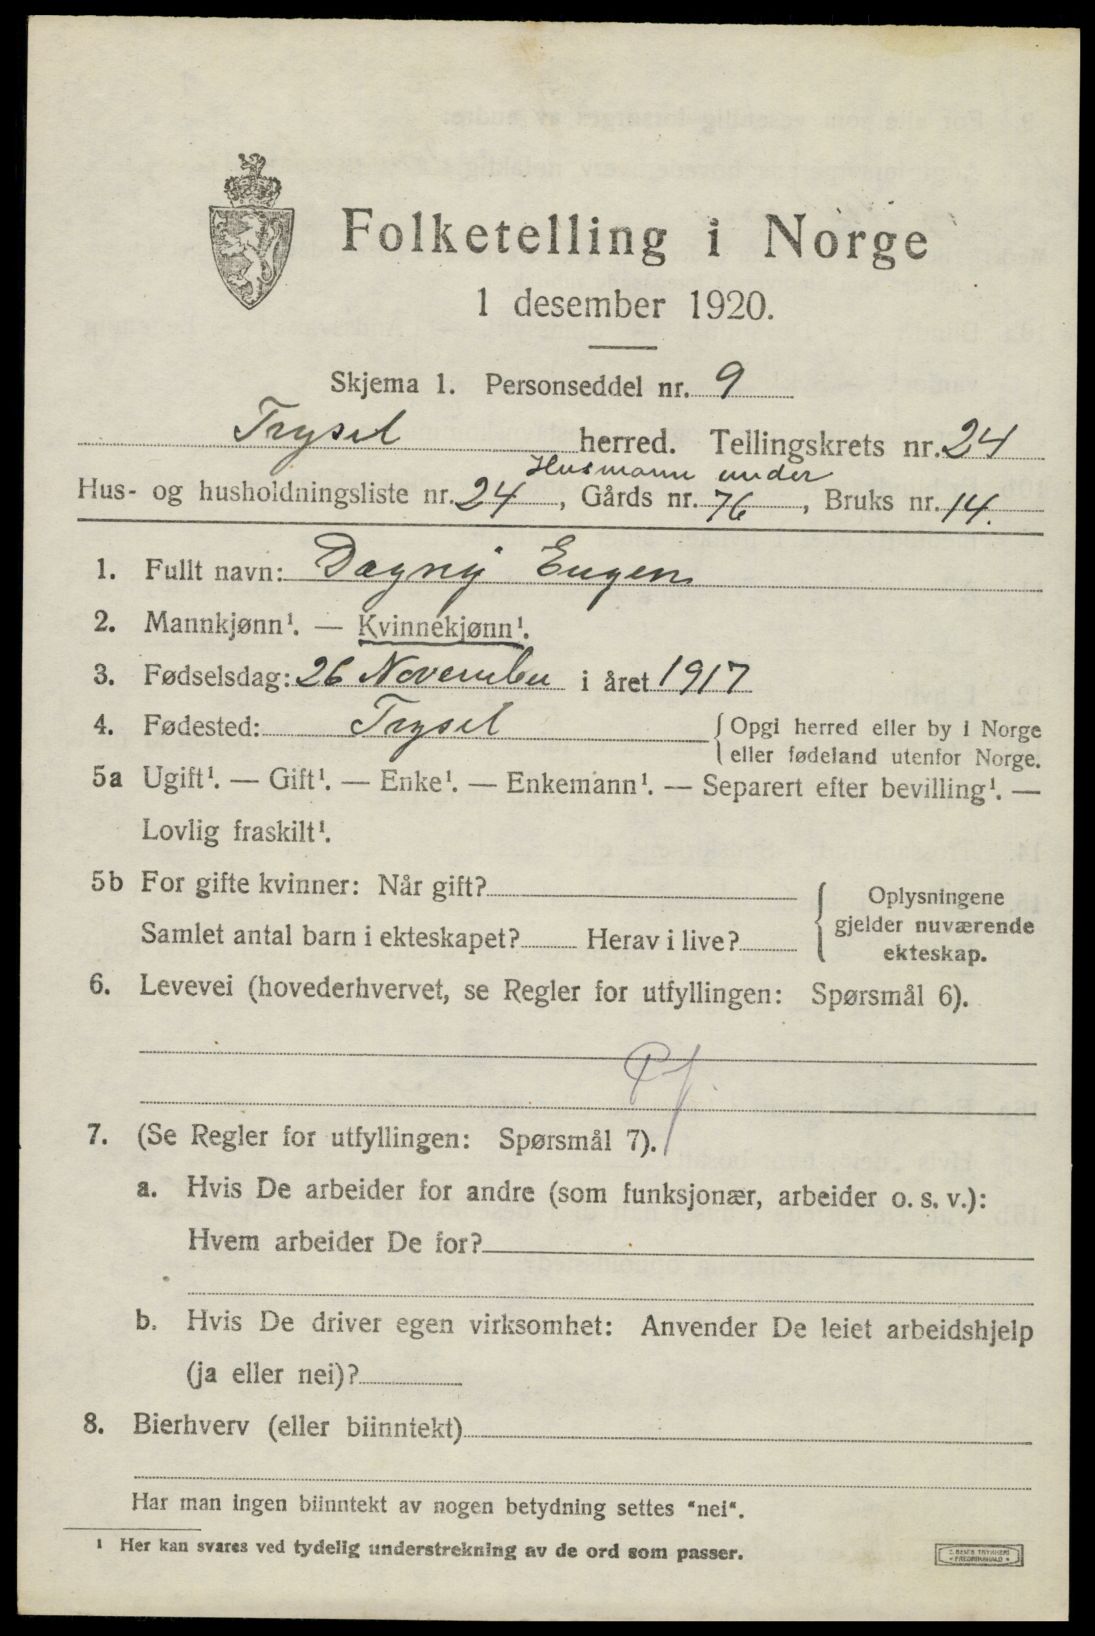 Folketelling i Norge
1 desember 1920.
Skjema 1. Personseddel nr. 9
Trysil herred. Tellingskrets nr. 24
Husmann under
Hus- og husholdningsliste nr. 24, Gårds nr. 76, Bruks nr. 14.
1. Fullt navn: Dagny Eugen
2. Mannkjønn¹. — Kvinnekjønn¹.
3. Fødselsdag: 26 November i året 1917
4. Fødested: Trysil { Opgi herred eller by i Norge
eller fødeland utenfor Norge.
5a Ugift¹. — Gift¹. — Enke¹. — Enkemann¹. — Separert efter bevilling¹. —
Lovlig fraskilt¹.
5b For gifte kvinner: Når gift?
Samlet antal barn i ekteskapet? Herav i live?
{ Oplysningene
gjelder nuværende
ekteskap.
6. Levevei (hovederhvervet, se Regler for utfyllingen: Spørsmål 6).
7. (Se Regler for utfyllingen: Spørsmål 7).
a. Hvis De arbeider for andre (som funksjonær, arbeider o. s. v.):
Hvem arbeider De for?
b. Hvis De driver egen virksomhet: Anvender De leiet arbeidshjelp
(ja eller nei)?
8. Bierhverv (eller biinntekt)
Har man ingen biinntekt av nogen betydning settes "nei".
¹ Her kan svares ved tydelig understrekning av de ord som passer.